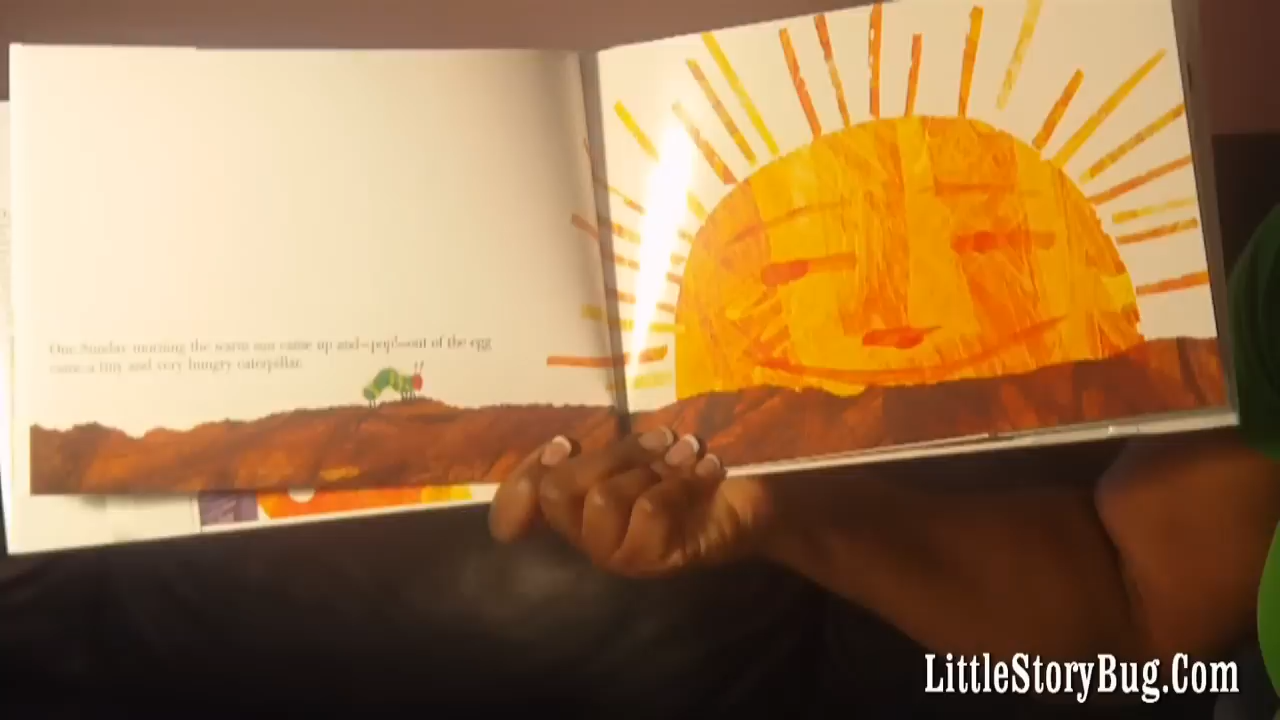 One Sunday morning the warm sun came up and—pop!—out of the egg
came a tiny and very hungry caterpillar.
LittleStoryBug.Com